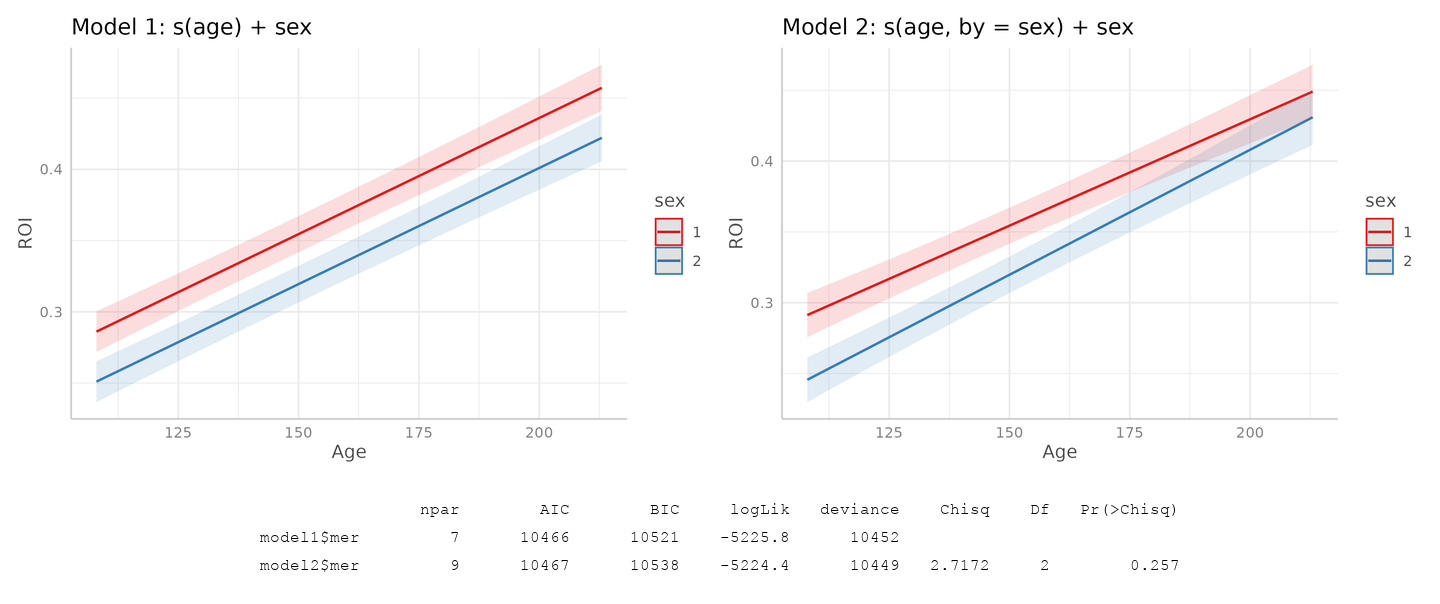 Model 1: s(age) + sex
0.4
0.3
ROI
125 150 175 200
Age
sex
1
2
Model 2: s(age, by = sex) + sex
0.4
0.3
ROI
125 150 175 200
Age
sex
1
2
npar AIC BIC logLik deviance Chisq Df Pr(>Chisq)
model1$mer 7 10466 10521 -5225.8 10452
model2$mer 9 10467 10538 -5224.4 10449 2.7172 2 0.257